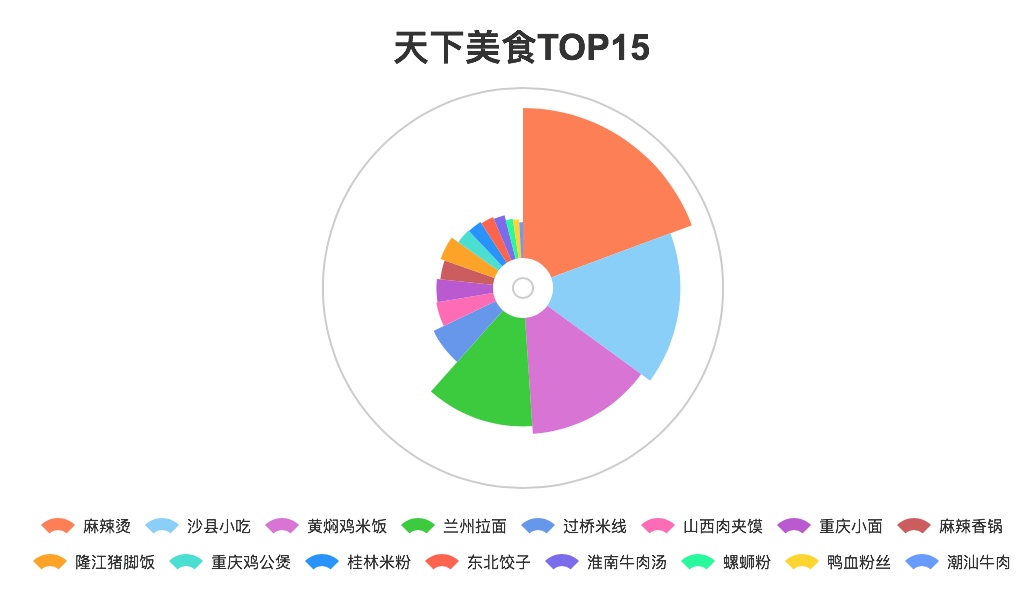 天下美食TOP15
麻辣烫 沙县小吃 黄焖鸡米饭 兰州拉面 过桥米线 山西肉夹馍 重庆小面 麻辣香锅
隆江猪脚饭 重庆鸡公煲 桂林米粉 东北饺子 淮南牛肉汤 螺蛳粉 鸭血粉丝 潮汕牛肉